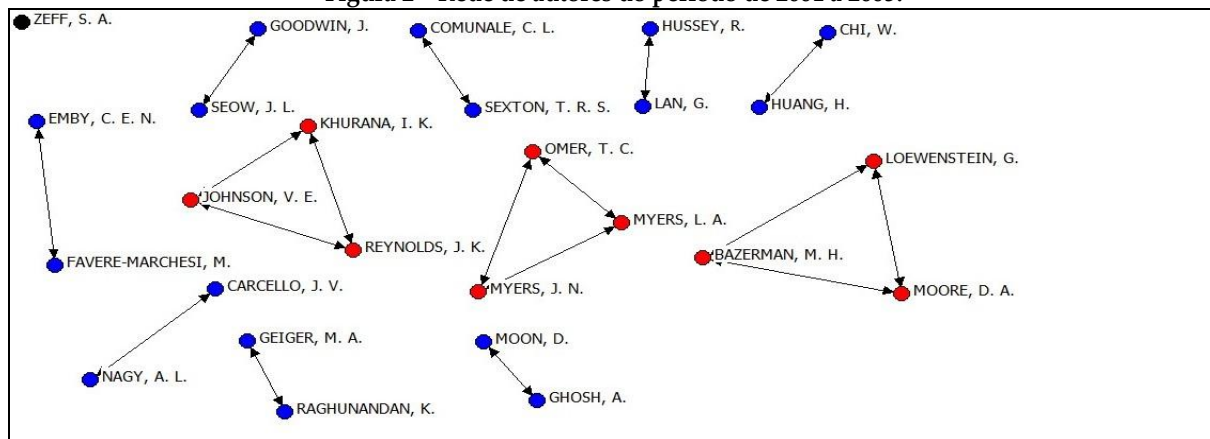 ZEFF, S. A.
GOODWIN, J.
COMUNALE, C. L.
HUSSEY, R.
CHI, W.
SEOW, J. L.
SEXTON, T. R. S.
LAN, G.
HUANG, H.
EMBY, C. E. N.
KHURANA, I. K.
OMER, T. C.
LOEWENSTEIN, G.
JOHNSON, V. E.
MYERS, L. A.
REYNOLDS, J. K.
BAZERMAN, M. H.
FAVERE-MARCHESI, M.
CARCELLO, J. V.
MYERS, J. N.
MOORE, D. A.
GEIGER, M. A.
MOON, D.
NAGY, A. L.
RAGHUNANDAN, K.
GHOSH, A.